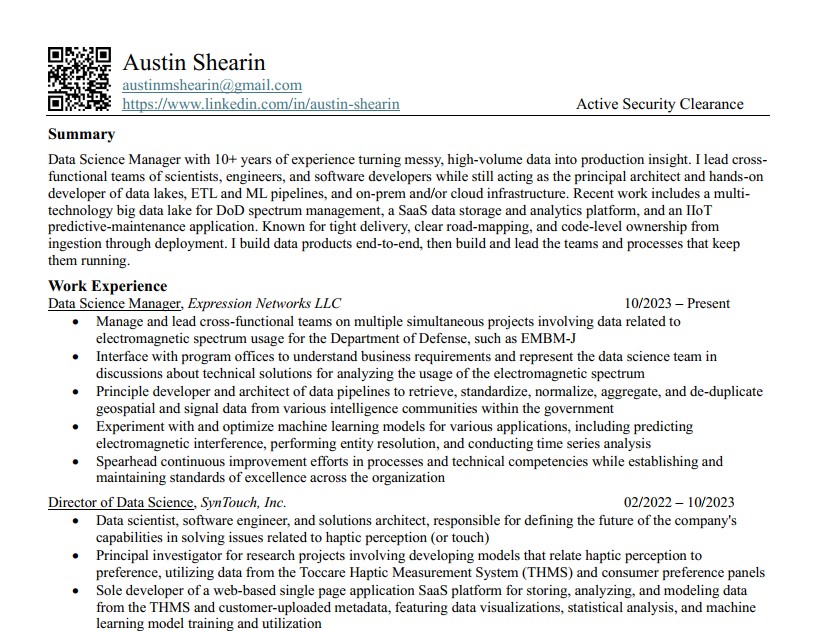 Austin Shearin
austinmshearin@gmail.com
https://www.linkedin.com/in/austin-shearin
Active Security Clearance
Summary
Data Science Manager with 10+ years of experience turning messy, high-volume data into production insight. I lead cross-
functional teams of scientists, engineers, and software developers while still acting as the principal architect and hands-on
developer of data lakes, ETL and ML pipelines, and on-prem and/or cloud infrastructure. Recent work includes a multi-
technology big data lake for DoD spectrum management, a SaaS data storage and analytics platform, and an IIoT
predictive-maintenance application. Known for tight delivery, clear road-mapping, and code-level ownership from
ingestion through deployment. I build data products end-to-end, then build and lead the teams and processes that keep
them running.
Work Experience
Data Science Manager, Expression Networks LLC 10/2023 – Present
• Manage and lead cross-functional teams on multiple simultaneous projects involving data related to
electromagnetic spectrum usage for the Department of Defense, such as EMBM-J
• Interface with program offices to understand business requirements and represent the data science team in
discussions about technical solutions for analyzing the usage of the electromagnetic spectrum
• Principle developer and architect of data pipelines to retrieve, standardize, normalize, aggregate, and de-duplicate
geospatial and signal data from various intelligence communities within the government
• Experiment with and optimize machine learning models for various applications, including predicting
electromagnetic interference, performing entity resolution, and conducting time series analysis
• Spearhead continuous improvement efforts in processes and technical competencies while establishing and
maintaining standards of excellence across the organization
Director of Data Science, SynTouch, Inc. 02/2022 – 10/2023
• Data scientist, software engineer, and solutions architect, responsible for defining the future of the company's
capabilities in solving issues related to haptic perception (or touch)
• Principal investigator for research projects involving developing models that relate haptic perception to
preference, utilizing data from the Toccare Haptic Measurement System (THMS) and consumer preference panels
• Sole developer of a web-based single page application SaaS platform for storing, analyzing, and modeling data
from the THMS and customer-uploaded metadata, featuring data visualizations, statistical analysis, and machine
learning model training and utilization